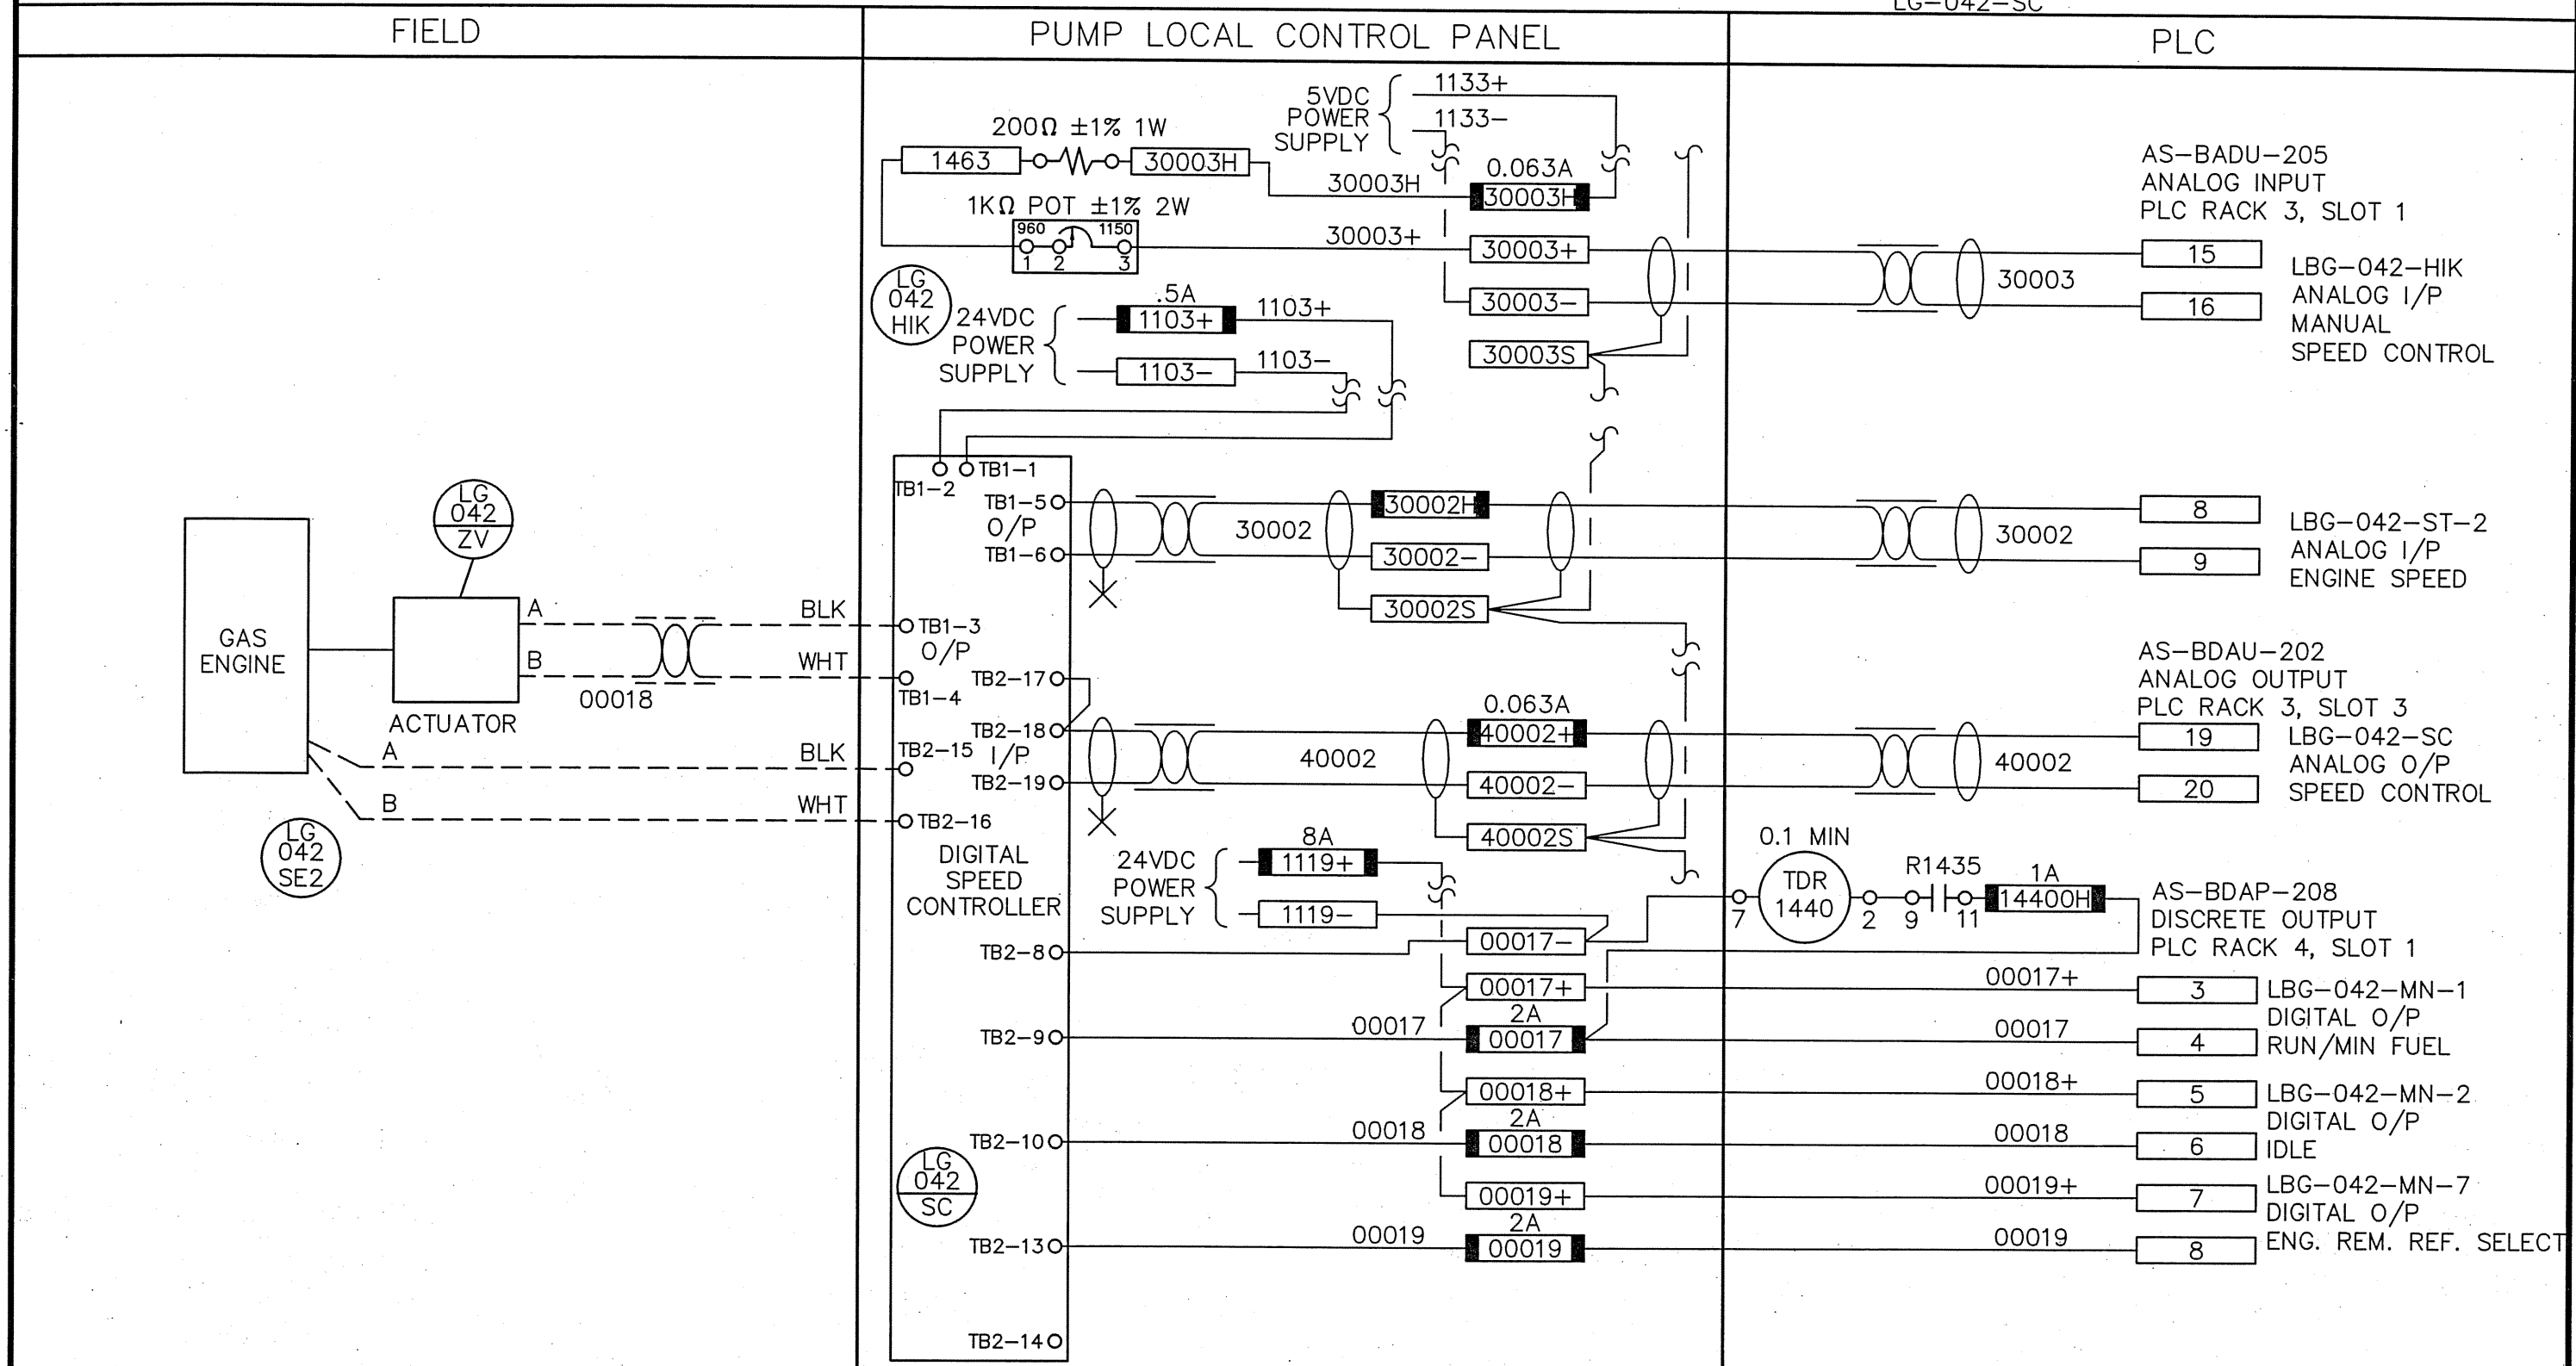 LG-042-SC
FIELD
PUMP LOCAL CONTROL PANEL
PLC
5VDC
POWER
SUPPLY
1133+
1133-
200Ω ±1% 1W
1463
30003H
30003H
0.063A
30003H
1KΩ POT ±1% 2W
960
1150
1
2
3
30003+
30003+
30003-
30003S
LG
042
HIK
24VDC
POWER
SUPPLY
.5A
1103+
1103+
1103-
1103-
AS-BADU-205
ANALOG INPUT
PLC RACK 3, SLOT 1
30003
15
16
LBG-042-HIK
ANALOG I/P
MANUAL
SPEED CONTROL
TB1-2
TB1-1
TB1-5
O/P
TB1-6
30002
30002H
30002-
30002S
30002
8
9
LBG-042-ST-2
ANALOG I/P
ENGINE SPEED
LG
042
ZV
GAS
ENGINE
ACTUATOR
A
B
00018
BLK
WHT
TB1-3
O/P
TB1-4
A
B
BLK
WHT
TB2-15
TB2-16
LG
042
SE2
TB2-17
TB2-18
I/P
TB2-19
40002
0.063A
40002+
40002-
40002S
40002
AS-BDAU-202
ANALOG OUTPUT
PLC RACK 3, SLOT 3
19
20
LBG-042-SC
ANALOG O/P
SPEED CONTROL
DIGITAL
SPEED
CONTROLLER
24VDC
POWER
SUPPLY
8A
1119+
1119-
0.1 MIN
TDR
1440
7
2
R1435
9
11
1A
14400H
AS-BDAP-208
DISCRETE OUTPUT
PLC RACK 4, SLOT 1
TB2-8
00017-
00017+
00017+
3
LBG-042-MN-1
DIGITAL O/P
RUN/MIN FUEL
TB2-9
00017
2A
00017
00017
4
00018+
00018+
5
LBG-042-MN-2
DIGITAL O/P
IDLE
TB2-10
00018
2A
00018
00018
6
LG
042
SC
00019+
00019+
7
LBG-042-MN-7
DIGITAL O/P
ENG. REM. REF. SELECT
TB2-13
00019
2A
00019
00019
8
TB2-14